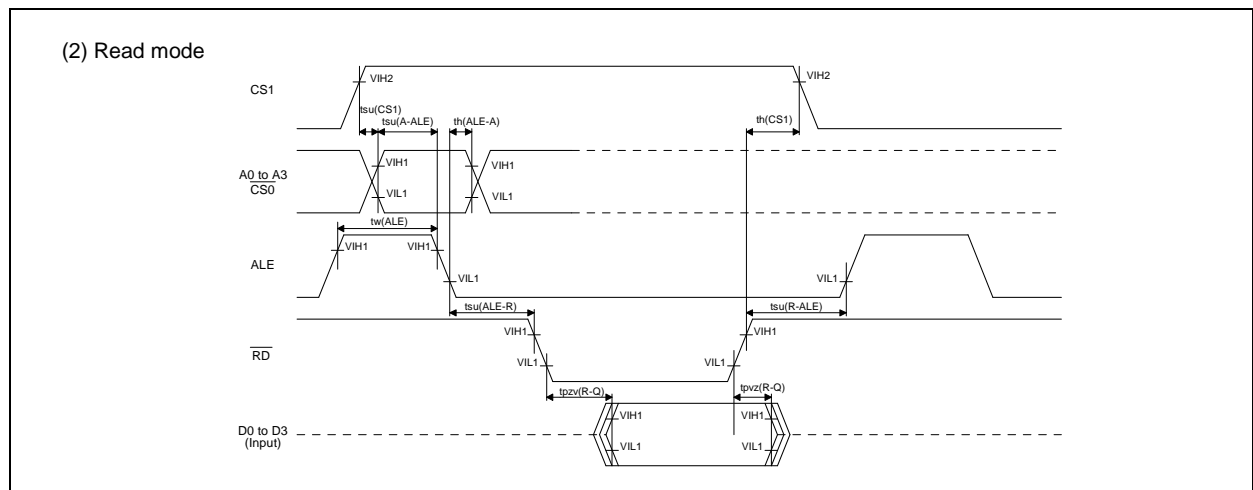 (2) Read mode
CS1
VIH2
VIH2
tsu(CS1)
tsu(A-ALE)
th(ALE-A)
th(CS1)
A0 to A3
CS0
VIH1
VIH1
VIL1
VIL1
tw(ALE)
ALE
VIH1
VIH1
VIL1
VIL1
tsu(ALE-R)
tsu(R-ALE)
RD
VIH1
VIH1
VIL1
VIL1
tpzv(R-Q)
tpvz(R-Q)
D0 to D3
(Input)
VIH1
VIH1
VIL1
VIL1